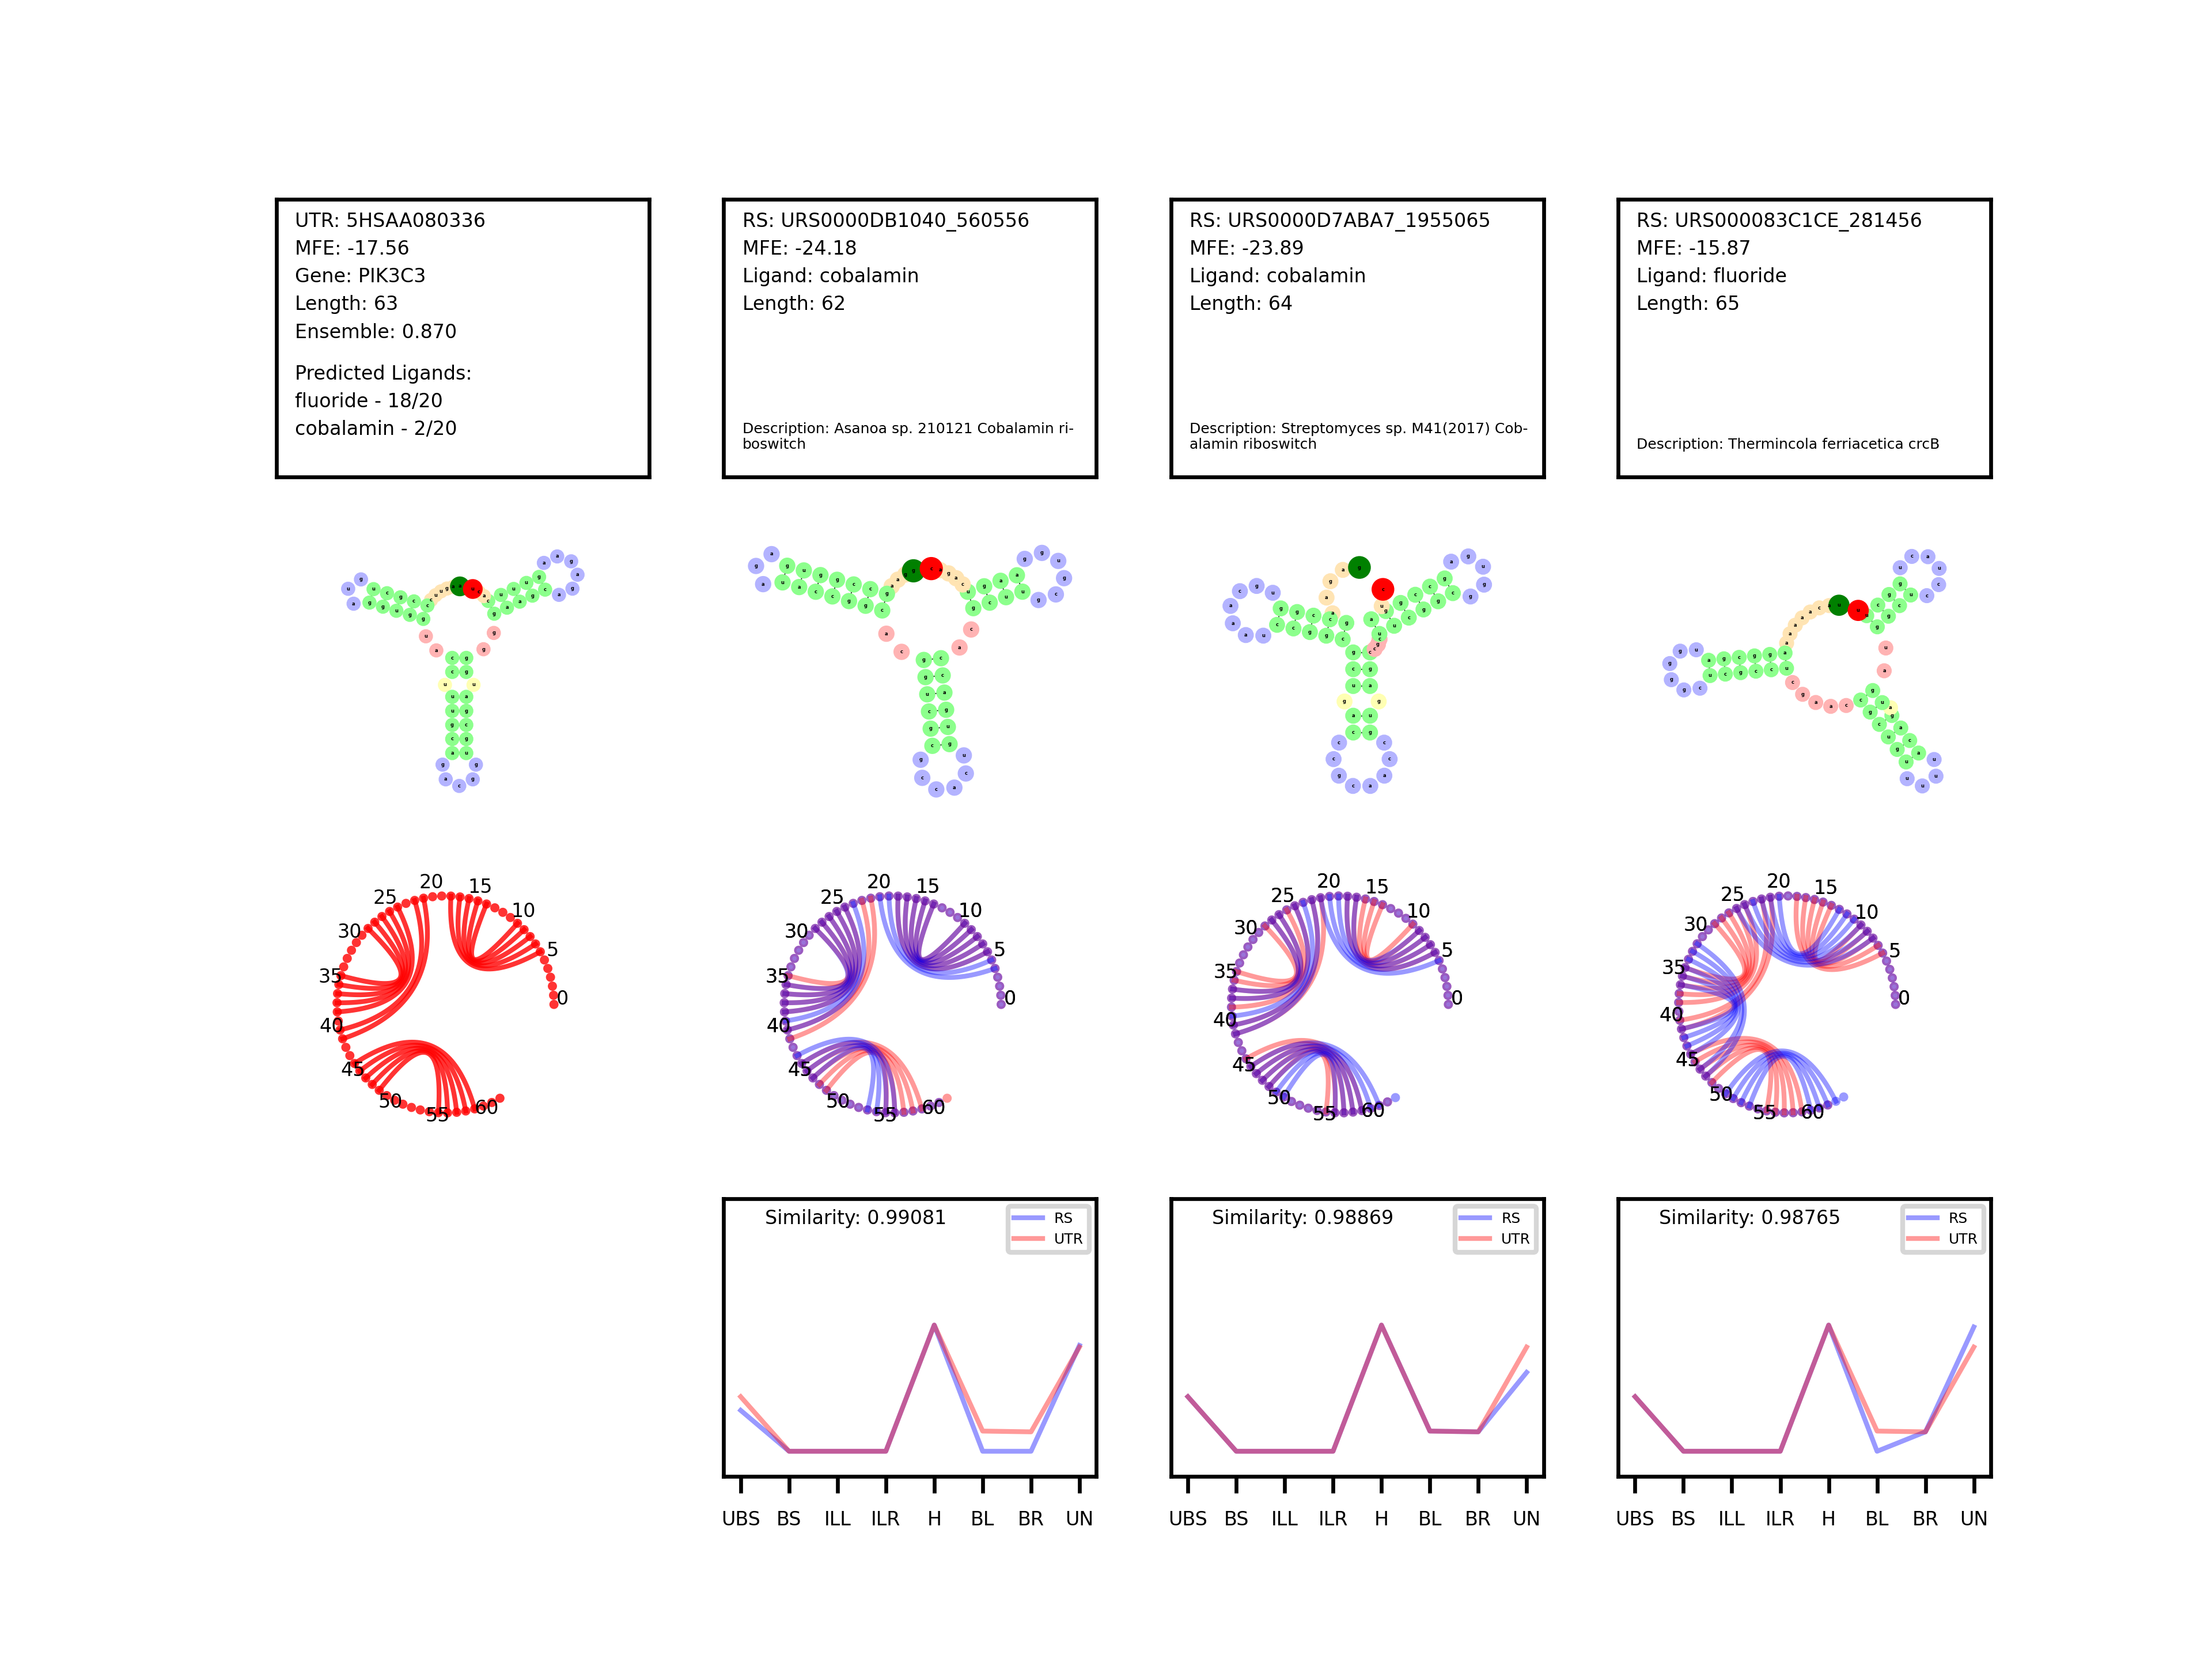 UTR: 5HSAA080336
MFE: -17.56
Gene: PIK3C3
Length: 63
Ensemble: 0.870
Predicted Ligands:
fluoride - 18/20
cobalamin - 2/20
RS: URS0000DB1040_560556
MFE: -24.18
Ligand: cobalamin
Length: 62
Description: Asanoa sp. 210121 Cobalamin ri-
boswitch
RS: URS0000D7ABA7_1955065
MFE: -23.89
Ligand: cobalamin
Length: 64
Description: Streptomyces sp. M41(2017) Cob-
alamin riboswitch
RS: URS000083C1CE_281456
MFE: -15.87
Ligand: fluoride
Length: 65
Description: Thermincola ferriacetica crcB
0 5 10 15 20 25 30 35 40 45 50 55 60
0 5 10 15 20 25 30 35 40 45 50 55 60
0 5 10 15 20 25 30 35 40 45 50 55 60
0 5 10 15 20 25 30 35 40 45 50 55 60
Similarity: 0.99081
RS
UTR
UBS BS ILL ILR H BL BR UN
Similarity: 0.98869
RS
UTR
UBS BS ILL ILR H BL BR UN
Similarity: 0.98765
RS
UTR
UBS BS ILL ILR H BL BR UN